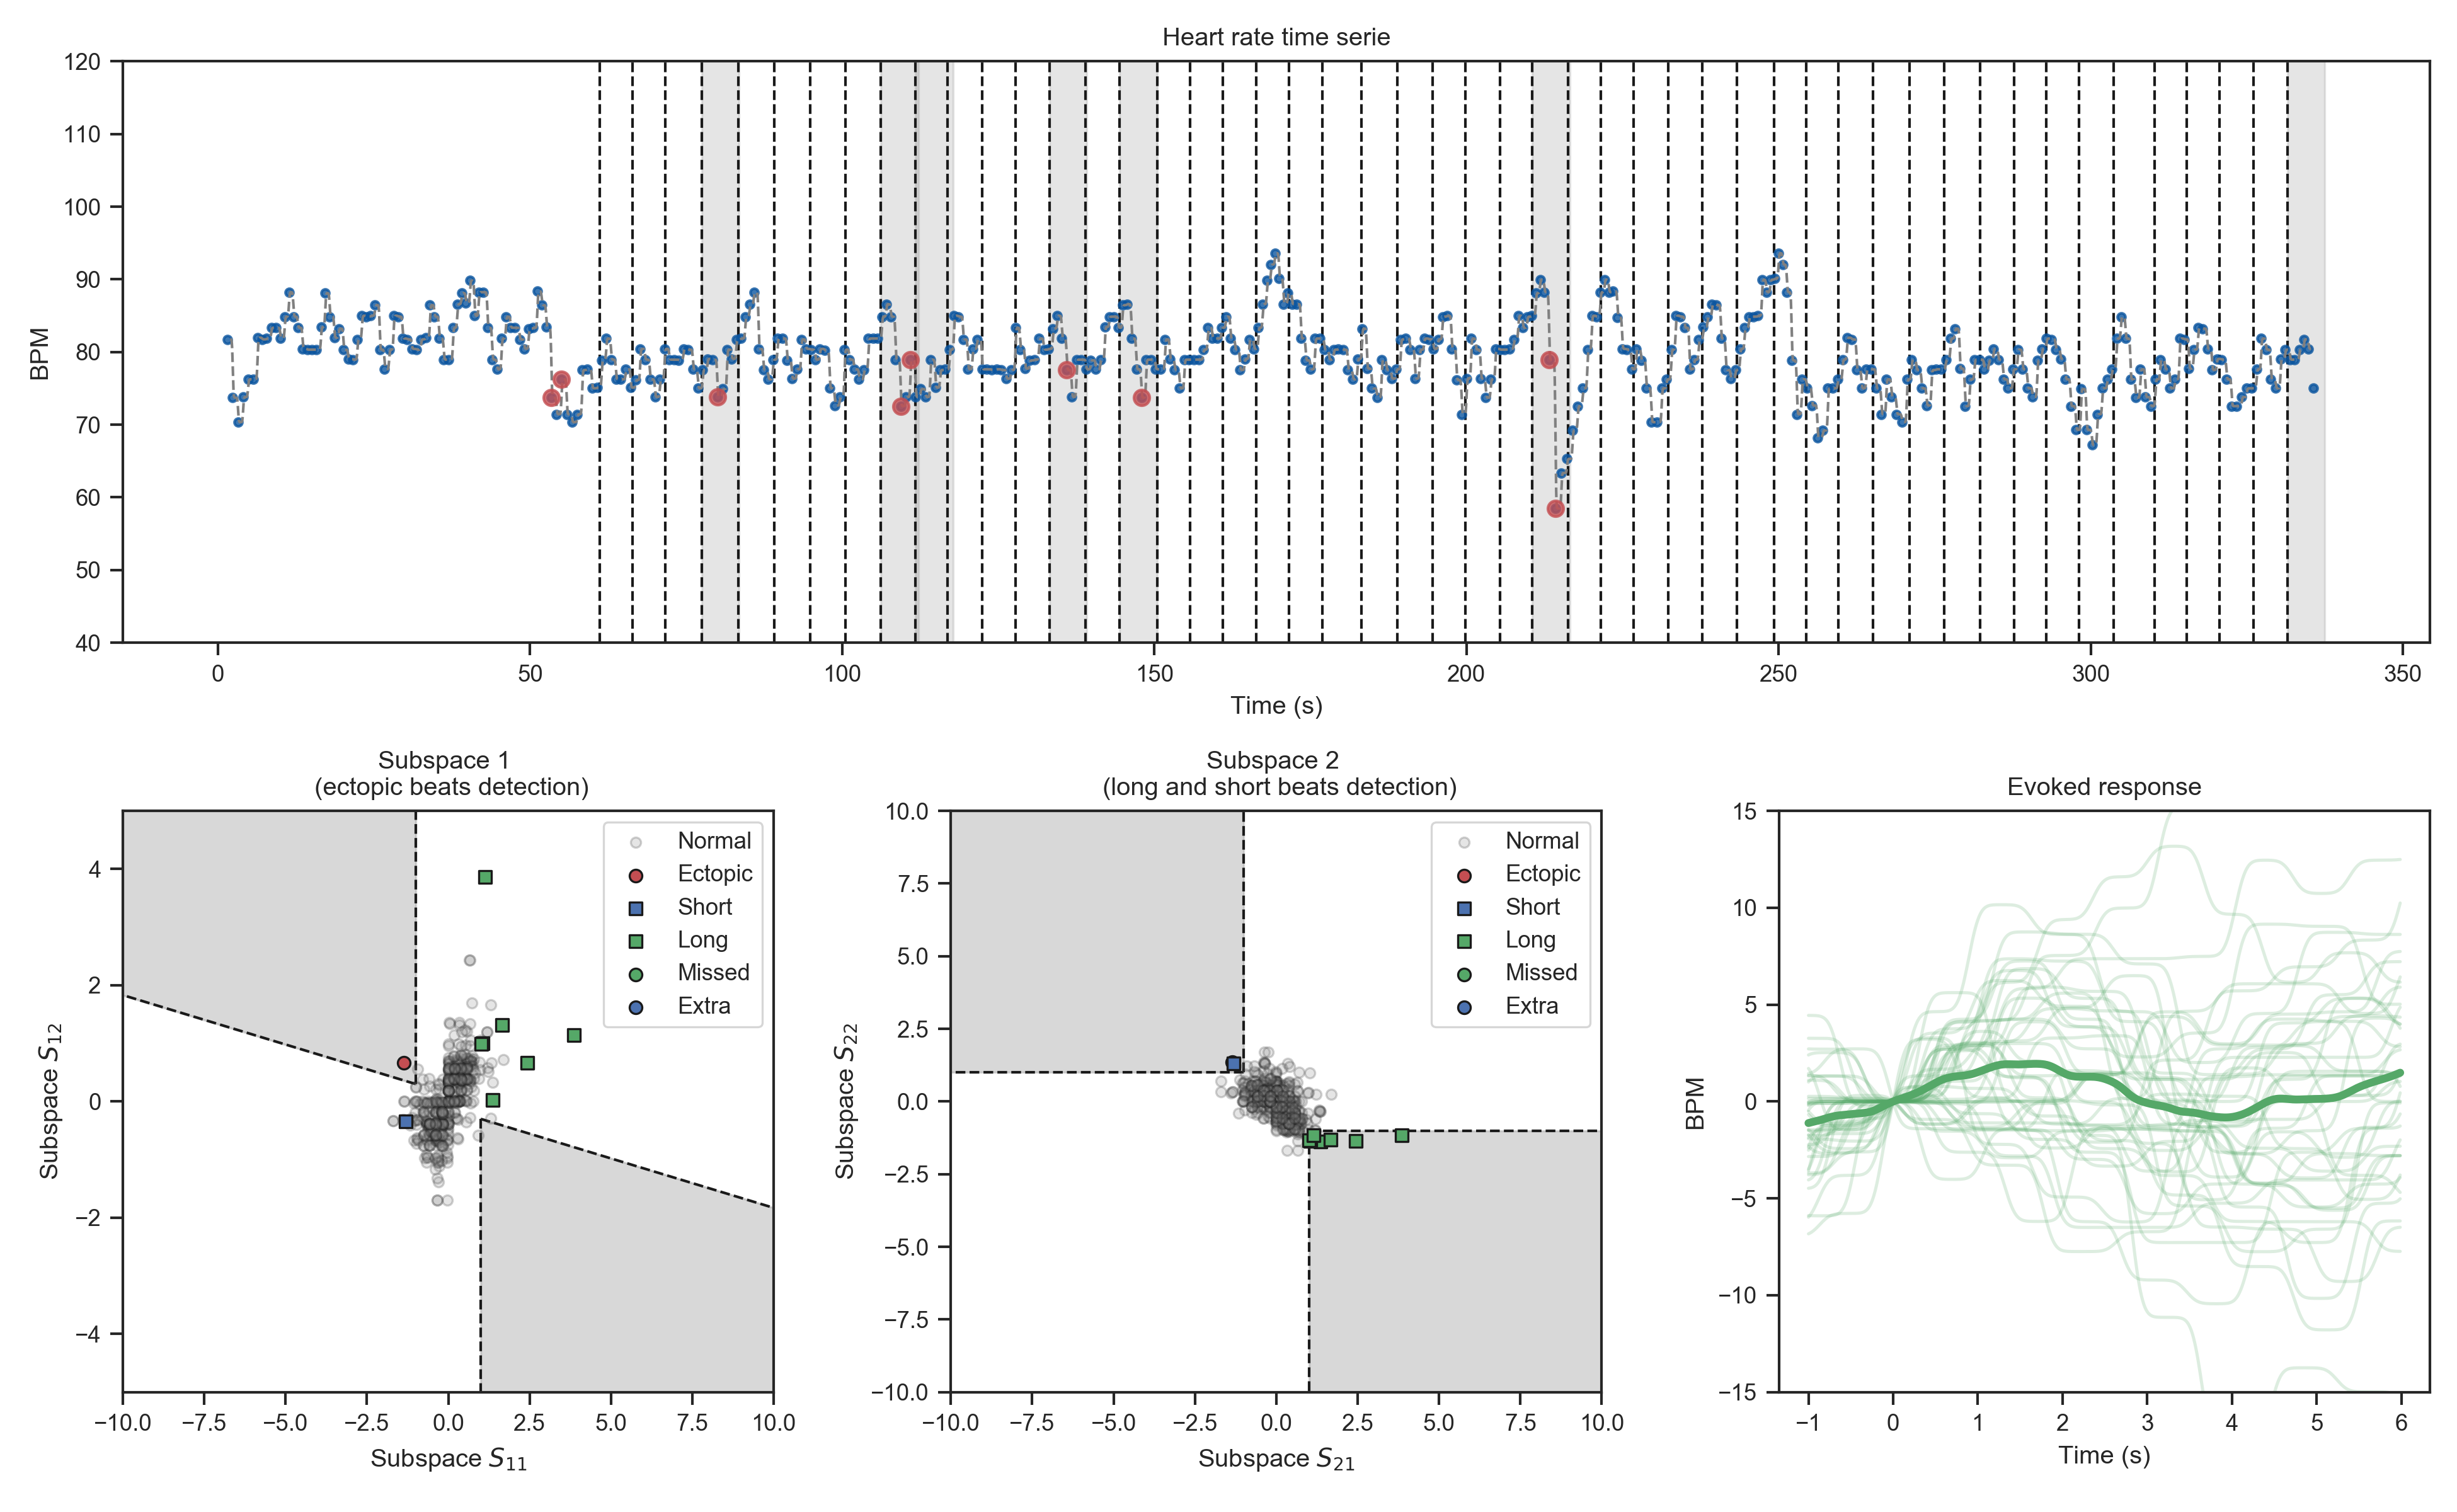 Heart rate time serie
120
110
100
90
80
70
60
50
40
BPM
0 50 100 150 200 250 300 350
Time (s)
Subspace 1
(ectopic beats detection)
4
2
0
−2
−4
Subspace S12
Normal
Ectopic
Short
Long
Missed
Extra
−10.0 −7.5 −5.0 −2.5 0.0 2.5 5.0 7.5 10.0
Subspace S11
Subspace 2
(long and short beats detection)
10.0
7.5
5.0
2.5
0.0
−2.5
−5.0
−7.5
−10.0
Subspace S22
Normal
Ectopic
Short
Long
Missed
Extra
−10.0 −7.5 −5.0 −2.5 0.0 2.5 5.0 7.5 10.0
Subspace S21
Evoked response
15
10
5
0
−5
−10
−15
BPM
−1 0 1 2 3 4 5 6
Time (s)